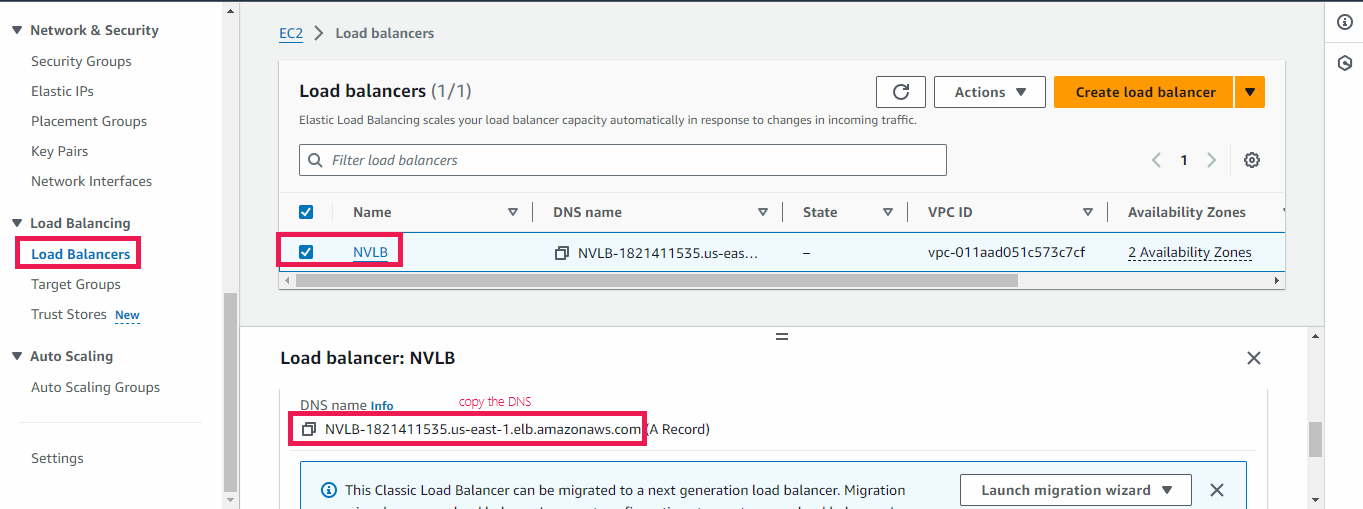 Network & Security
Security Groups
Elastic IPs
Placement Groups
Key Pairs
Network Interfaces
Load Balancing
Load Balancers
Target Groups
Trust Stores New
Auto Scaling
Auto Scaling Groups
Settings
EC2 > Load balancers
Load balancers (1/1)
Actions
Create load balancer
Elastic Load Balancing scales your load balancer capacity automatically in response to changes in incoming traffic.
Filter load balancers
1
Name DNS name State VPC ID Availability Zones
NVLB NVLB-1821411535.us-eas... – vpc-011aad051c573c7cf 2 Availability Zones
Load balancer: NVLB
DNS name Info
copy the DNS
NVLB-1821411535.us-east-1.elb.amazonaws.com (A Record)
This Classic Load Balancer can be migrated to a next generation load balancer. Migration
Launch migration wizard